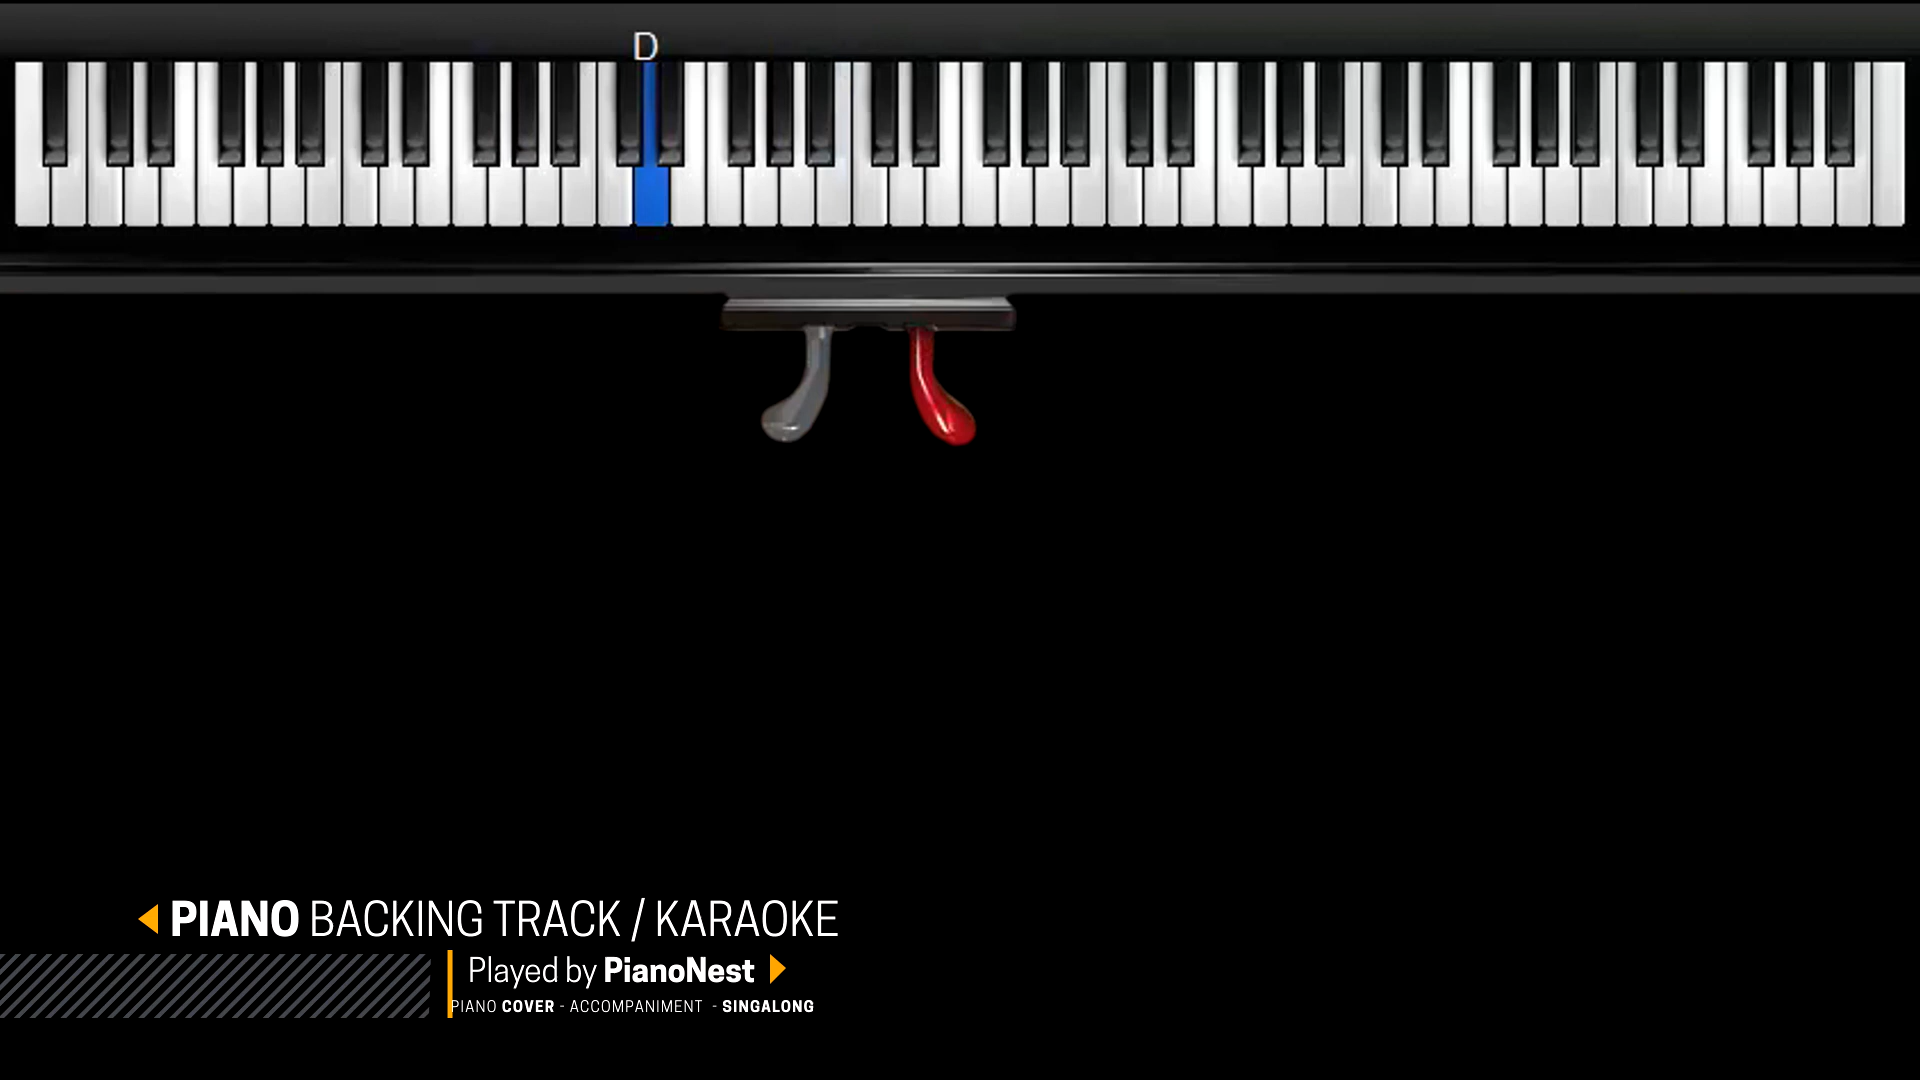 D
PIANO BACKING TRACK / KARAOKE
Played by PianoNest
PIANO COVER - ACCOMPANIMENT - SINGALONG